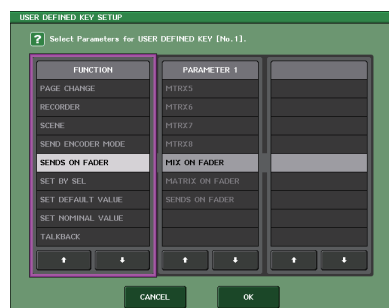 USER DEFINED KEY SETUP
? Select Parameters for USER DEFINED KEY [No.1].
FUNCTION
PAGE CHANGE
RECORDER
SCENE
SEND ENCODER MODE
SENDS ON FADER
SET BY SEL
SET DEFAULT VALUE
SET NOMINAL VALUE
TALKBACK
PARAMETER 1
MTRX5
MTRX6
MTRX7
MTRX8
MIX ON FADER
MATRIX ON FADER
SENDS ON FADER
CANCEL
OK